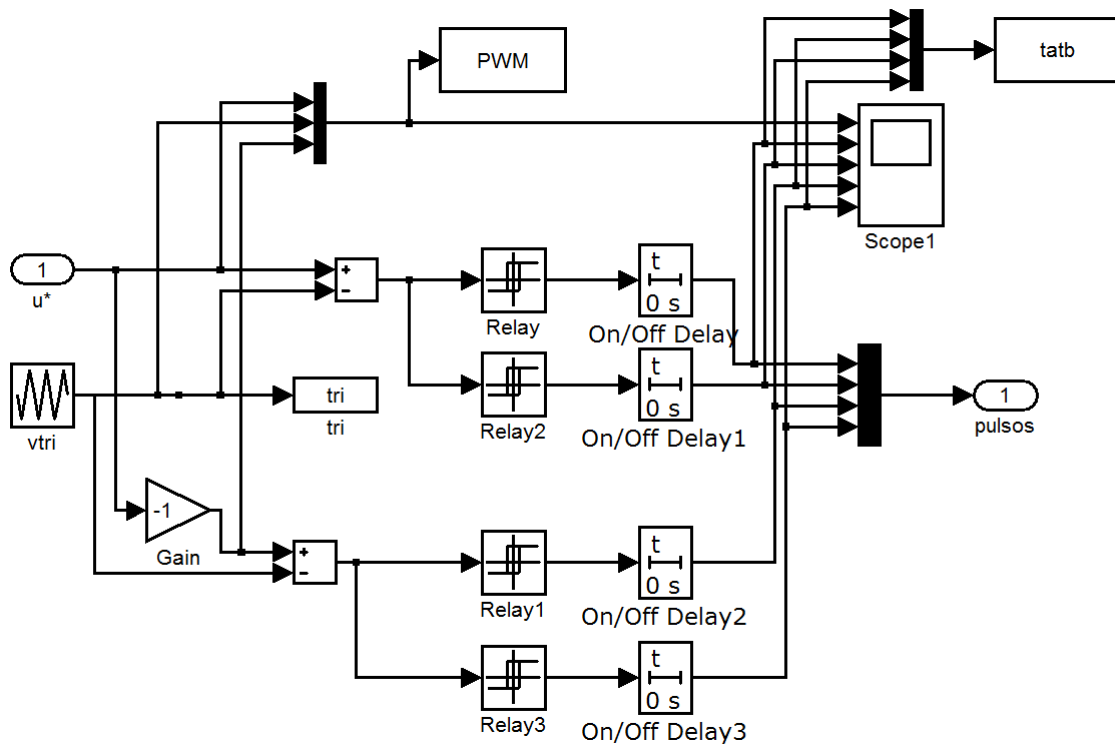 PWM
tatb
Scope1
1
u*
+
-
Relay
t
0 s
On/Off Delay
vtri
tri
tri
Relay2
t
0 s
On/Off Delay1
1
pulsos
-1
Gain
+
-
Relay1
t
0 s
On/Off Delay2
Relay3
t
0 s
On/Off Delay3